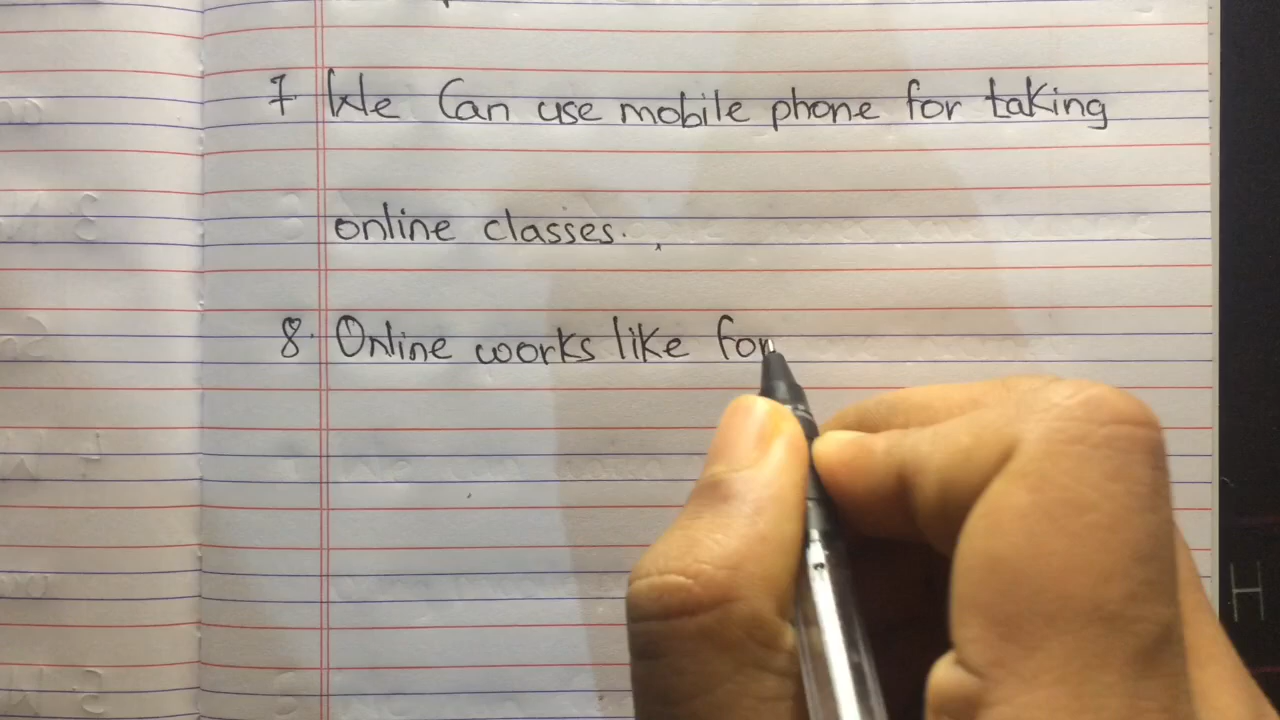 7 We Can use mobile phone for taking
online classes.
8. Online works like for
H